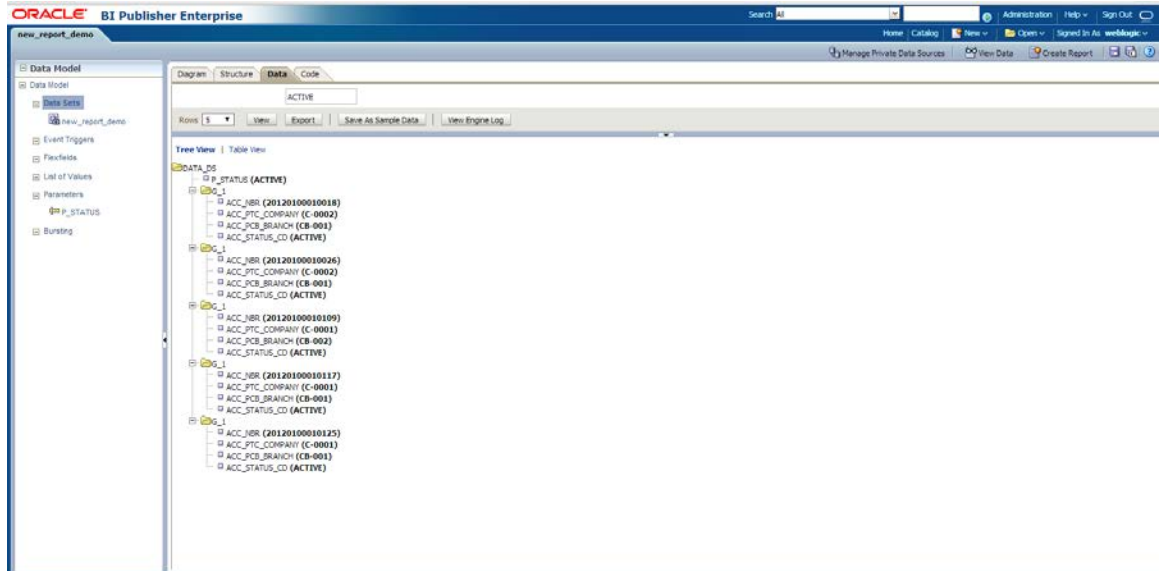 ORACLE BI Publisher Enterprise
Search All
Administration Help Sign Out
new_report_demo
Home Catalog New Open Signed In As weblogic
Manage Private Data Sources View Data Create Report
Data Model
Data Model
Data Sets
new_report_demo
Event Triggers
Flexfields
List of Values
Parameters
P_STATUS
Bursting
Diagram Structure Data Code
ACTIVE
Rows 5 View Export Save As Sample Data View Engine Log
Tree View | Table View
DATA_DS
P_STATUS (ACTIVE)
G_1
ACC_NBR (20120100010018)
ACC_PTC_COMPANY (C-0002)
ACC_PCB_BRANCH (CB-001)
ACC_STATUS_CD (ACTIVE)
G_1
ACC_NBR (20120100010026)
ACC_PTC_COMPANY (C-0002)
ACC_PCB_BRANCH (CB-001)
ACC_STATUS_CD (ACTIVE)
G_1
ACC_NBR (20120100010109)
ACC_PTC_COMPANY (C-0001)
ACC_PCB_BRANCH (CB-002)
ACC_STATUS_CD (ACTIVE)
G_1
ACC_NBR (20120100010117)
ACC_PTC_COMPANY (C-0001)
ACC_PCB_BRANCH (CB-001)
ACC_STATUS_CD (ACTIVE)
G_1
ACC_NBR (20120100010125)
ACC_PTC_COMPANY (C-0001)
ACC_PCB_BRANCH (CB-001)
ACC_STATUS_CD (ACTIVE)